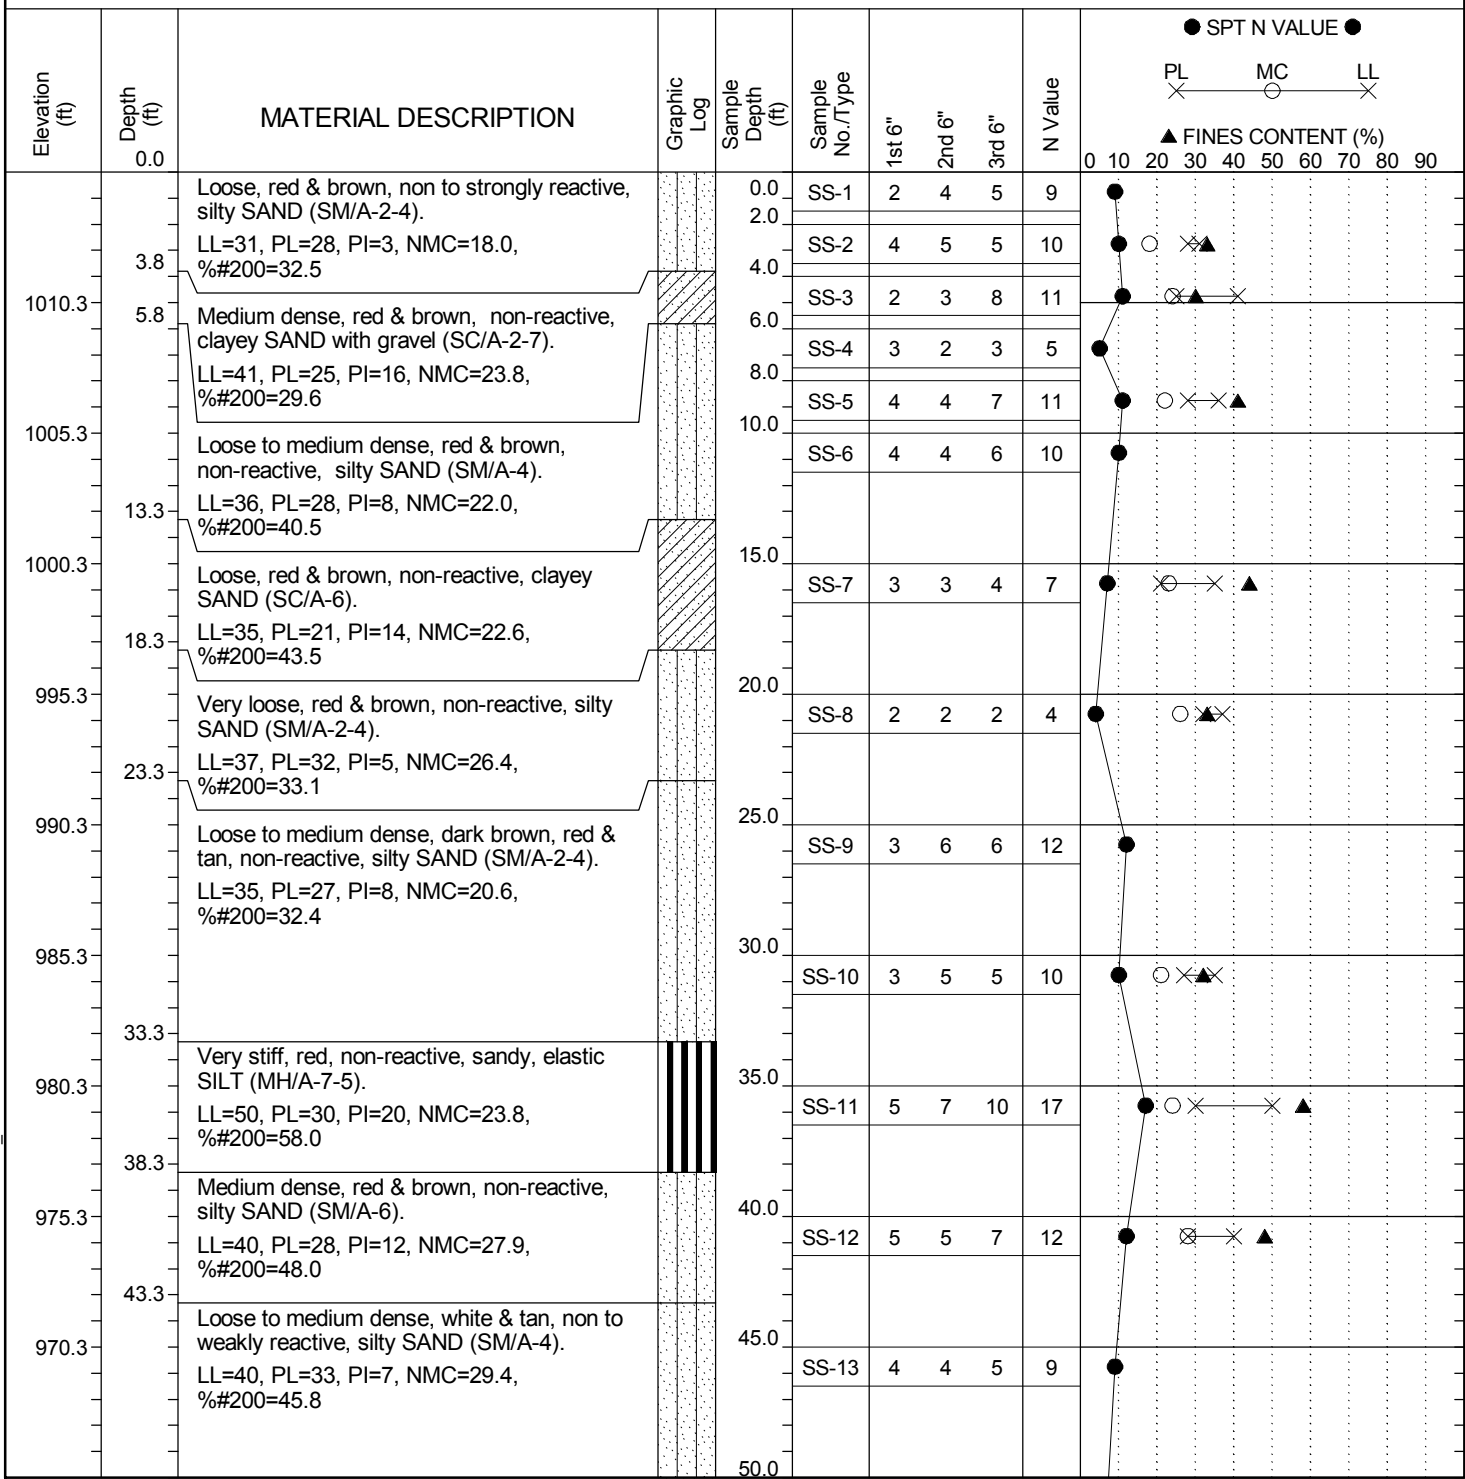 ● SPT N VALUE ●
PL MC LL
▲ FINES CONTENT (%)
0 10 20 30 40 50 60 70 80 90
Elevation (ft)
Depth (ft)
0.0
MATERIAL DESCRIPTION
Graphic Log
Sample Depth (ft)
Sample No./Type
1st 6"
2nd 6"
3rd 6"
N Value
Loose, red & brown, non to strongly reactive,
silty SAND (SM/A-2-4).
LL=31, PL=28, PI=3, NMC=18.0,
%#200=32.5
0.0 SS-1 2 4 5 9
2.0
SS-2 4 5 5 10
3.8
4.0
1010.3
SS-3 2 3 8 11
5.8
Medium dense, red & brown, non-reactive,
clayey SAND with gravel (SC/A-2-7).
LL=41, PL=25, PI=16, NMC=23.8,
%#200=29.6
6.0
SS-4 3 2 3 5
8.0
SS-5 4 4 7 11
10.0
1005.3
Loose to medium dense, red & brown,
non-reactive, silty SAND (SM/A-4).
LL=36, PL=28, PI=8, NMC=22.0,
%#200=40.5
SS-6 4 4 6 10
13.3
15.0
1000.3
Loose, red & brown, non-reactive, clayey
SAND (SC/A-6).
LL=35, PL=21, PI=14, NMC=22.6,
%#200=43.5
SS-7 3 3 4 7
18.3
20.0
995.3
Very loose, red & brown, non-reactive, silty
SAND (SM/A-2-4).
LL=37, PL=32, PI=5, NMC=26.4,
%#200=33.1
SS-8 2 2 2 4
23.3
25.0
990.3
Loose to medium dense, dark brown, red &
tan, non-reactive, silty SAND (SM/A-2-4).
LL=35, PL=27, PI=8, NMC=20.6,
%#200=32.4
SS-9 3 6 6 12
30.0
985.3
SS-10 3 5 5 10
33.3
Very stiff, red, non-reactive, sandy, elastic
SILT (MH/A-7-5).
LL=50, PL=30, PI=20, NMC=23.8,
%#200=58.0
35.0
980.3
SS-11 5 7 10 17
38.3
Medium dense, red & brown, non-reactive,
silty SAND (SM/A-6).
LL=40, PL=28, PI=12, NMC=27.9,
%#200=48.0
40.0
975.3
SS-12 5 5 7 12
43.3
Loose to medium dense, white & tan, non to
weakly reactive, silty SAND (SM/A-4).
LL=40, PL=33, PI=7, NMC=29.4,
%#200=45.8
45.0
970.3
SS-13 4 4 5 9
50.0